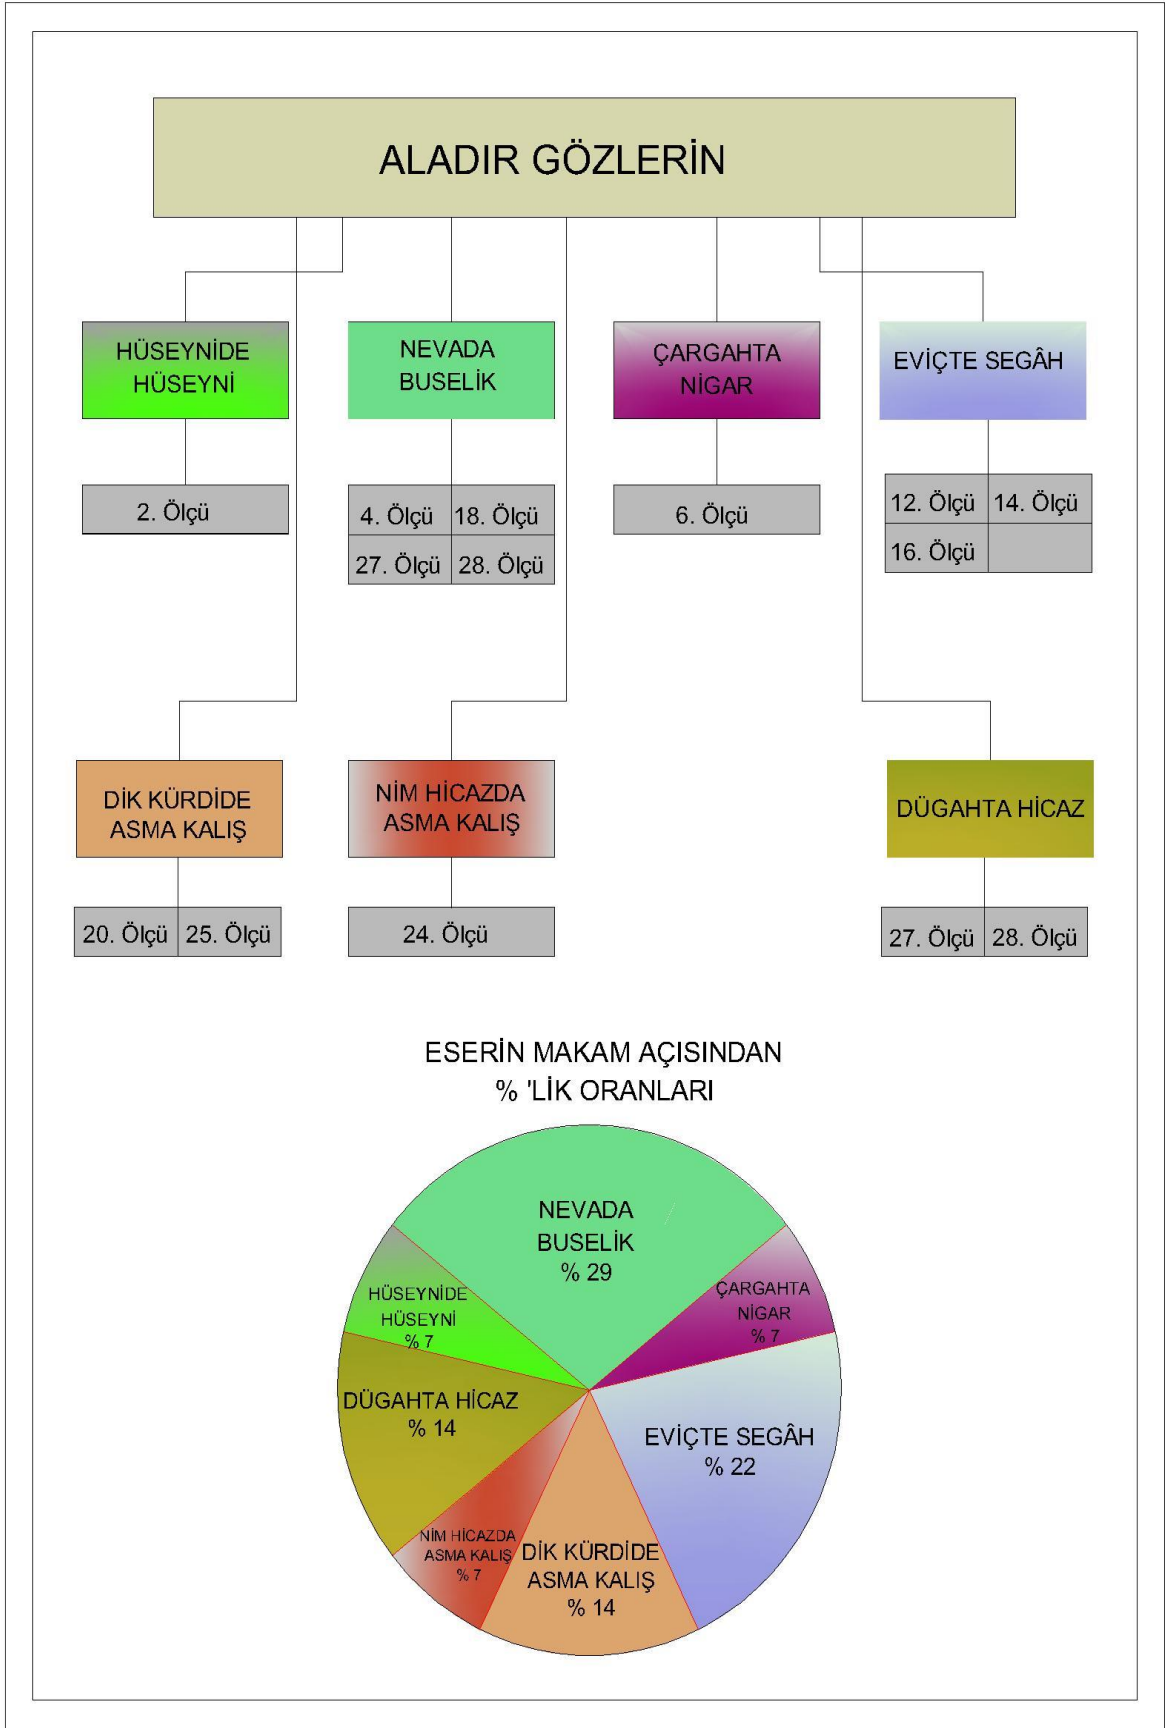 ALADIR GÖZLERİN
HÜSEYNİDE
HÜSEYNİ
NEVADA
BUSELİK
ÇARGAHTA
NİGAR
EVİÇTE SEGÂH
2. Ölçü
4. Ölçü
18. Ölçü
27. Ölçü
28. Ölçü
6. Ölçü
12. Ölçü
14. Ölçü
16. Ölçü
DİK KÜRDİDE
ASMA KALIŞ
NİM HİCAZDA
ASMA KALIŞ
DÜGAHTA HİCAZ
20. Ölçü
25. Ölçü
24. Ölçü
27. Ölçü
28. Ölçü
ESERİN MAKAM AÇISINDAN
% 'LİK ORANLARI
NEVADA
BUSELİK
% 29
HÜSEYNİDE
HÜSEYNİ
% 7
ÇARGAHTA
NİGAR
% 7
DÜGAHTA HİCAZ
% 14
EVİÇTE SEGÂH
% 22
NİM HİCAZDA
ASMA KALIŞ
% 7
DİK KÜRDİDE
ASMA KALIŞ
% 14